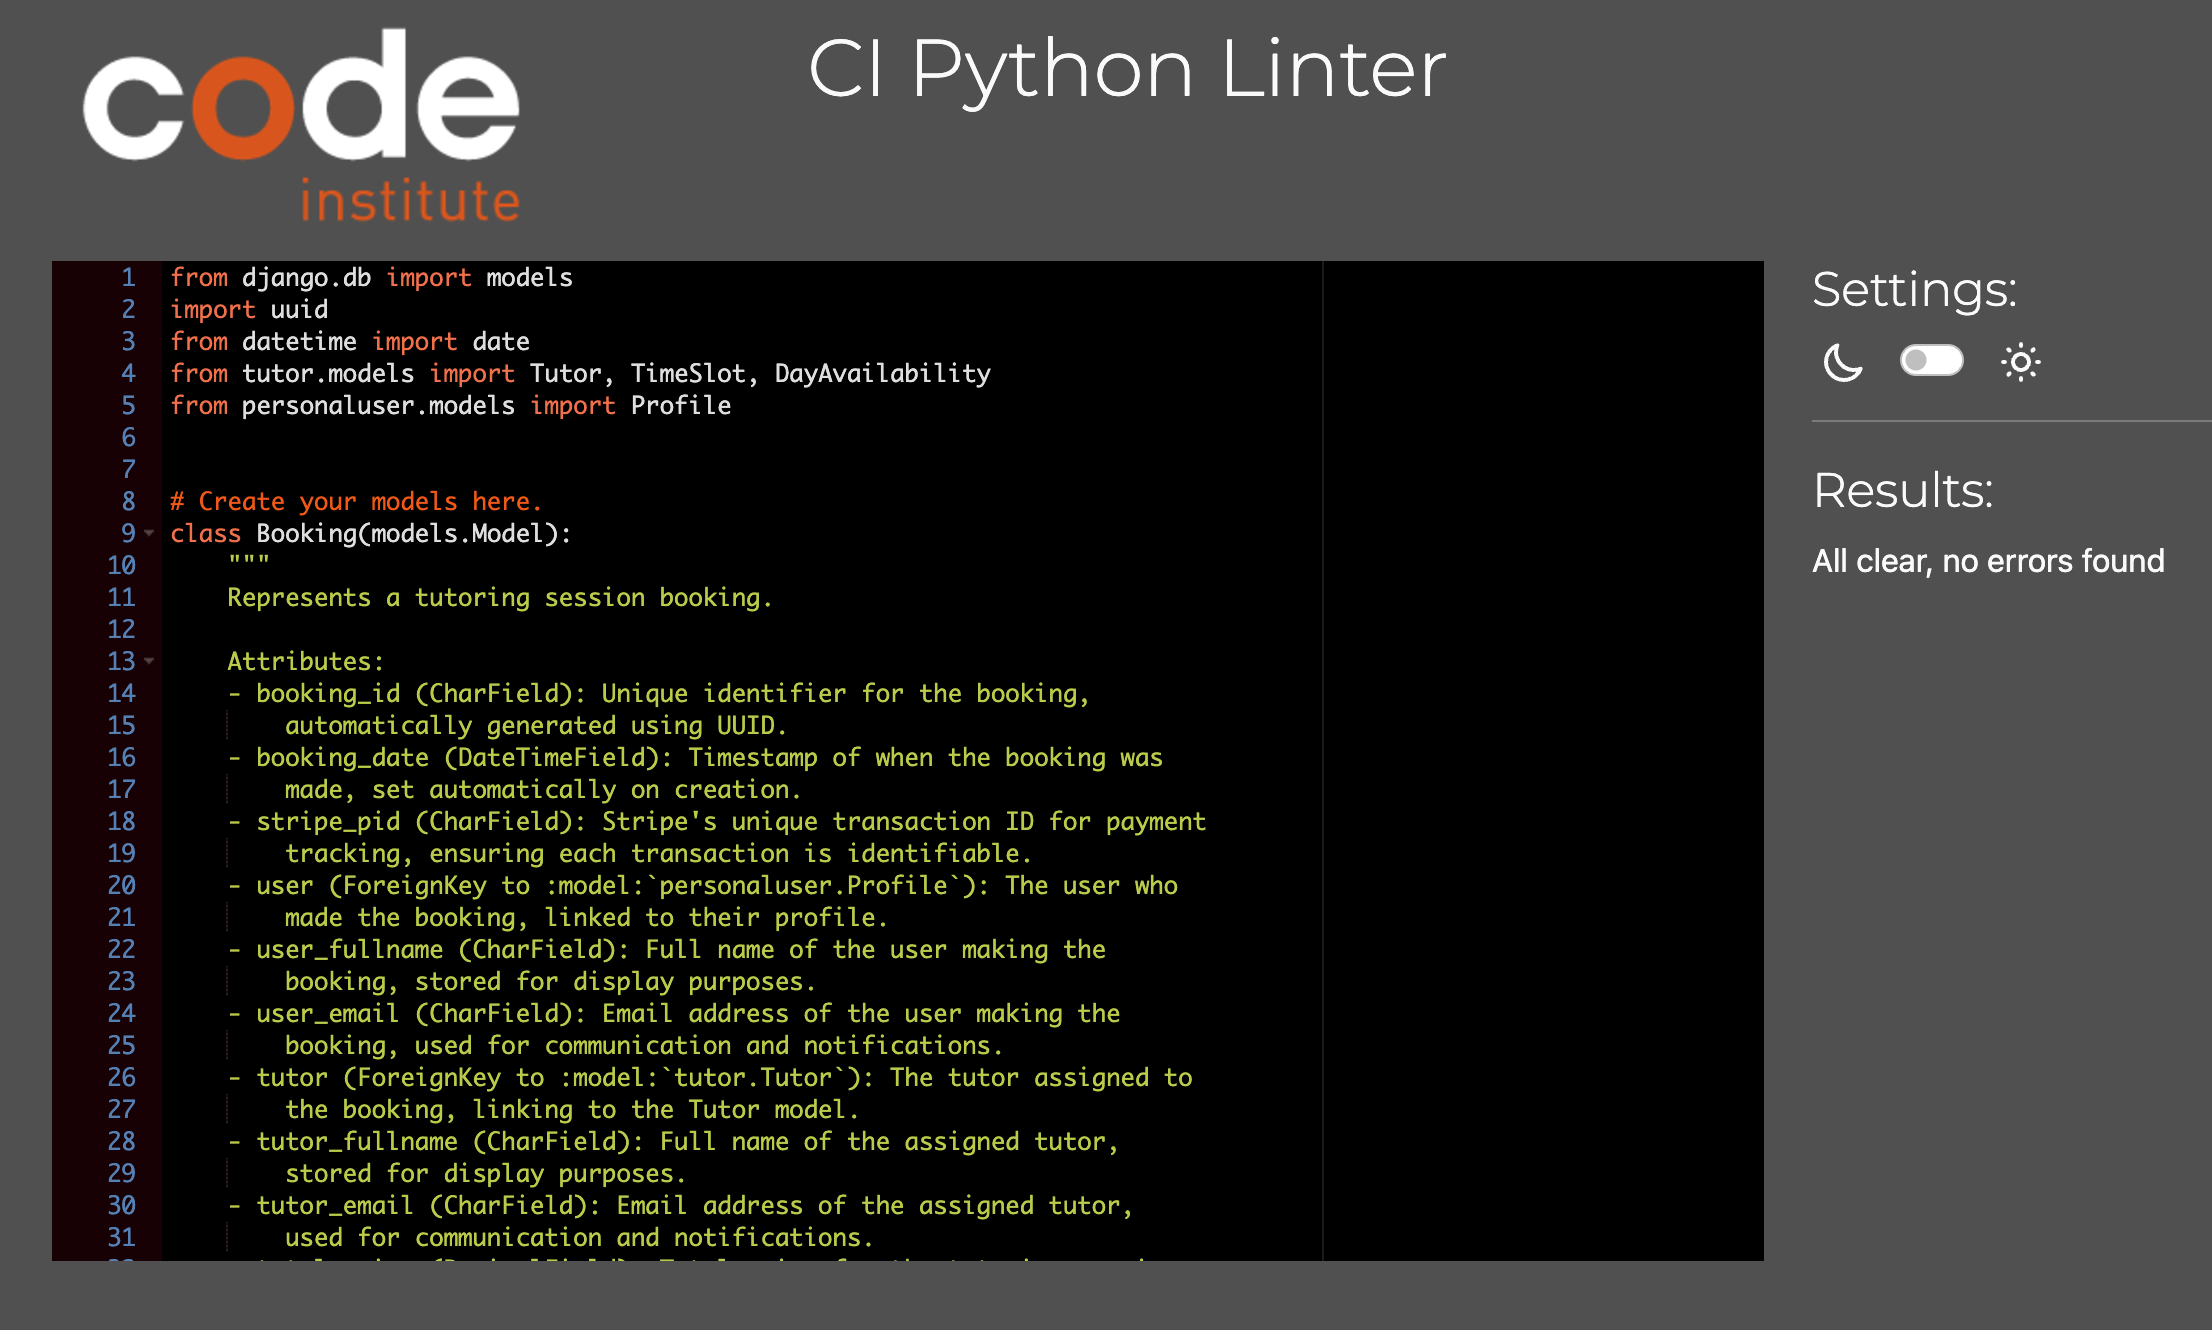 code
institute
CI Python Linter
1 from django.db import models
2 import uuid
3 from datetime import date
4 from tutor.models import Tutor, TimeSlot, DayAvailability
5 from personaluser.models import Profile
6
7
8 # Create your models here.
9 class Booking(models.Model):
10 """
11 Represents a tutoring session booking.
12
13 Attributes:
14 - booking_id (CharField): Unique identifier for the booking,
15 automatically generated using UUID.
16 - booking_date (DateTimeField): Timestamp of when the booking was
17 made, set automatically on creation.
18 - stripe_pid (CharField): Stripe's unique transaction ID for payment
19 tracking, ensuring each transaction is identifiable.
20 - user (ForeignKey to :model:`personaluser.Profile`): The user who
21 made the booking, linked to their profile.
22 - user_fullname (CharField): Full name of the user making the
23 booking, stored for display purposes.
24 - user_email (CharField): Email address of the user making the
25 booking, used for communication and notifications.
26 - tutor (ForeignKey to :model:`tutor.Tutor`): The tutor assigned to
27 the booking, linking to the Tutor model.
28 - tutor_fullname (CharField): Full name of the assigned tutor,
29 stored for display purposes.
30 - tutor_email (CharField): Email address of the assigned tutor,
31 used for communication and notifications.
Settings:
Results:
All clear, no errors found